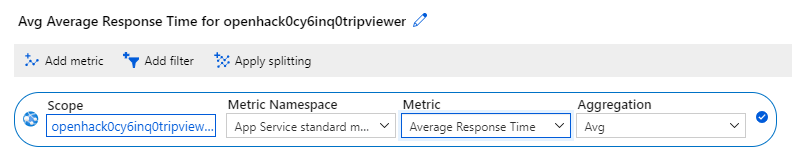 Avg Average Response Time for openhack0cy6inq0tripviewer
Add metric Add filter Apply splitting
Scope Metric Namespace Metric Aggregation
openhack0cy6inq0tripview... App Service standard m... Average Response Time Avg